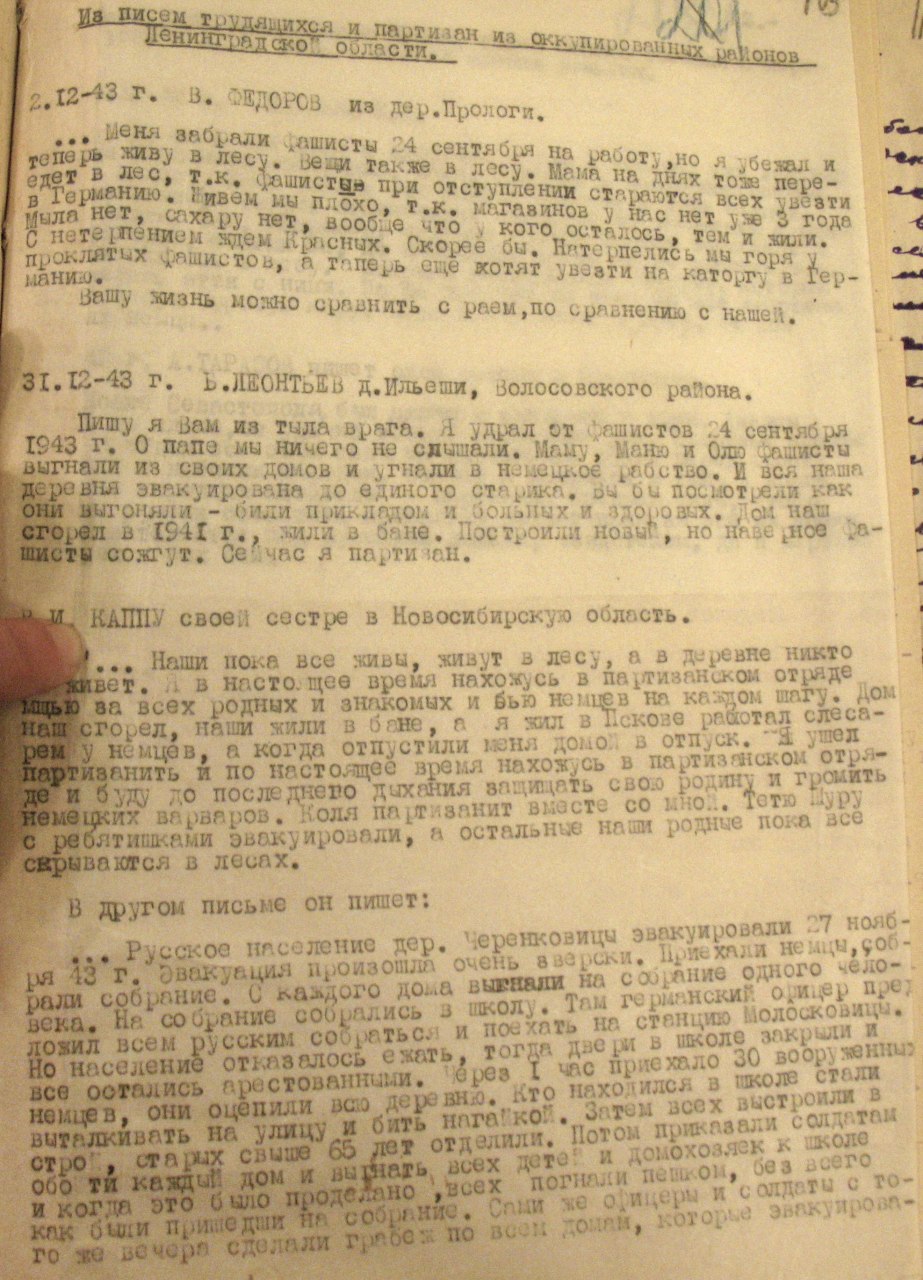 Из писем трудящихся и партизан из оккупированных районов
Ленинградской области.
2.12-43 г. В. ФЕДОРОВ из дер.Прологи.
... Меня забрали фашисты 24 сентября на работу,но я убежал и
теперь живу в лесу. Вещи также в лесу. Мама на днях тоже пере-
едет в лес, т.к. фашисты при отступлении стараются всех увезти
в Германию. Живем мы плохо, т.к. магазинов у нас нет уже 3 года
Мыла нет, сахару нет, вообще что у кого осталось, тем и жили.
С нетерпением ждем Красных. Скорее бы. Натерпелись мы горя у
проклятых фашистов, а таперь еще хотят увезти на каторгу в Гер-
манию.
Вашу жизнь можно сравнить с раем,по сравнению с нашей.
31.12-43 г. В.ЛЕОНТЬЕВ д.Ильеши, Волосовского района.
Пишу я Вам из тыла врага. Я удрал от фашистов 24 сентября
1943 г. О папе мы ничего не слышали. Маму, Маню и Олю фашисты
выгнали из своих домов и угнали в немецкое рабство. И вся наша
деревня эвакуирована до единого старика. Вы бы посмотрели как
они выгоняли - били прикладом и больных и здоровых. Дом наш
сгорел в 1941 г., жили в бане. Построили новый, но наверное фа-
шисты сожгут. Сейчас я партизан.
И. КАППУ своей сестре в Новосибирскую область.
"... Наши пока все живы, живут в лесу, а в деревне никто
живет. Я в настоящее время нахожусь в партизанском отряде
мщью за всех родных и знакомых и бью немцев на каждом шагу. Дом
наш сгорел, наши жили в бане, а я жил в Пскове работал слеса-
рем у немцев, а когда отпустили меня домой в отпуск. Я ушел
партизанить и по настоящее время нахожусь в партизанском отря-
де и буду до последнего дыхания защищать свою родину и громить
немецких варваров. Коля партизанит вместе со мной. Тетю Шуру
с ребятишками эвакуировали, а остальные наши родные пока все
скрываются в лесах.
В другом письме он пишет:
... Русское население дер. Черенковицы эвакуировали 27 нояб-
ря 43 г. Эвакуация произошла очень зверски. Приехали немцы,соб-
рали собрание. С каждого дома выгнали на собрание одного чело-
века. На собрание собрались в школу. Там германский офицер пред
ложил всем русским собраться и поехать на станцию Молосковицы.
Но население отказалось ежать, тогда двери в школе закрыли и
все остались арестованными. Через 1 час приехало 30 вооруженных
немцев, они оцепили всю деревню. Кто находился в школе стали
выталкивать на улицу и бить нагайкой. Затем всех выстроили в
строй, старых свыше 65 лет отделили. Потом приказали солдатам
обо ти каждый дом и выгнать всех детей и домохозяек к школе
и когда это было проделано ,всех погнали пешком, без всего
как были пришедши на собрание. Сами же офицеры и солдаты с то-
го же вечера сделали грабеж по всем домам, которые эвакуирова-